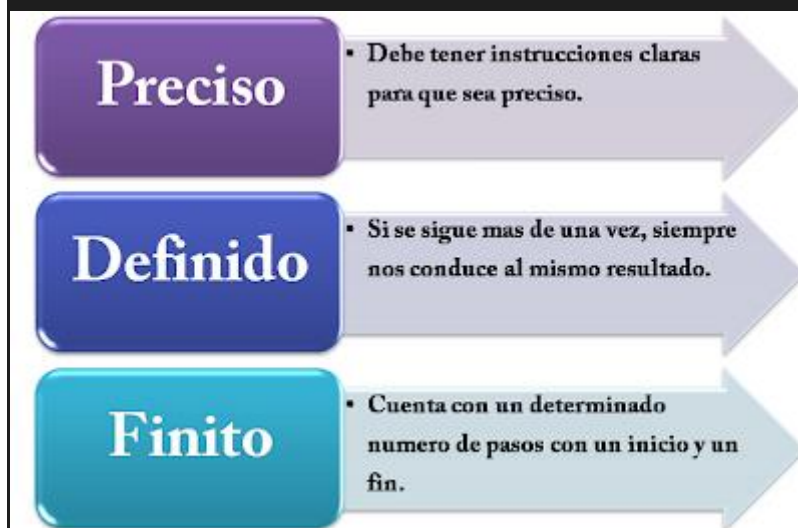 Preciso
▪ Debe tener instrucciones claras
para que sea preciso.
Definido
▪ Si se sigue mas de una vez, siempre
nos conduce al mismo resultado.
Finito
▪ Cuenta con un determinado
numero de pasos con un inicio y un
fin.